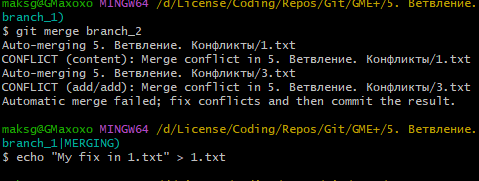 maksg@GMaxoxo MINGW64 /d/License/Coding/Repos/Git/GME+/5. Ветвление.
branch_1)
$ git merge branch_2
Auto-merging 5. Ветвление. Конфликты/1.txt
CONFLICT (content): Merge conflict in 5. Ветвление. Конфликты/1.txt
Auto-merging 5. Ветвление. Конфликты/3.txt
CONFLICT (add/add): Merge conflict in 5. Ветвление. Конфликты/3.txt
Automatic merge failed; fix conflicts and then commit the result.
maksg@GMaxoxo MINGW64 /d/License/Coding/Repos/Git/GME+/5. Ветвление.
branch_1|MERGING)
$ echo "My fix in 1.txt" > 1.txt